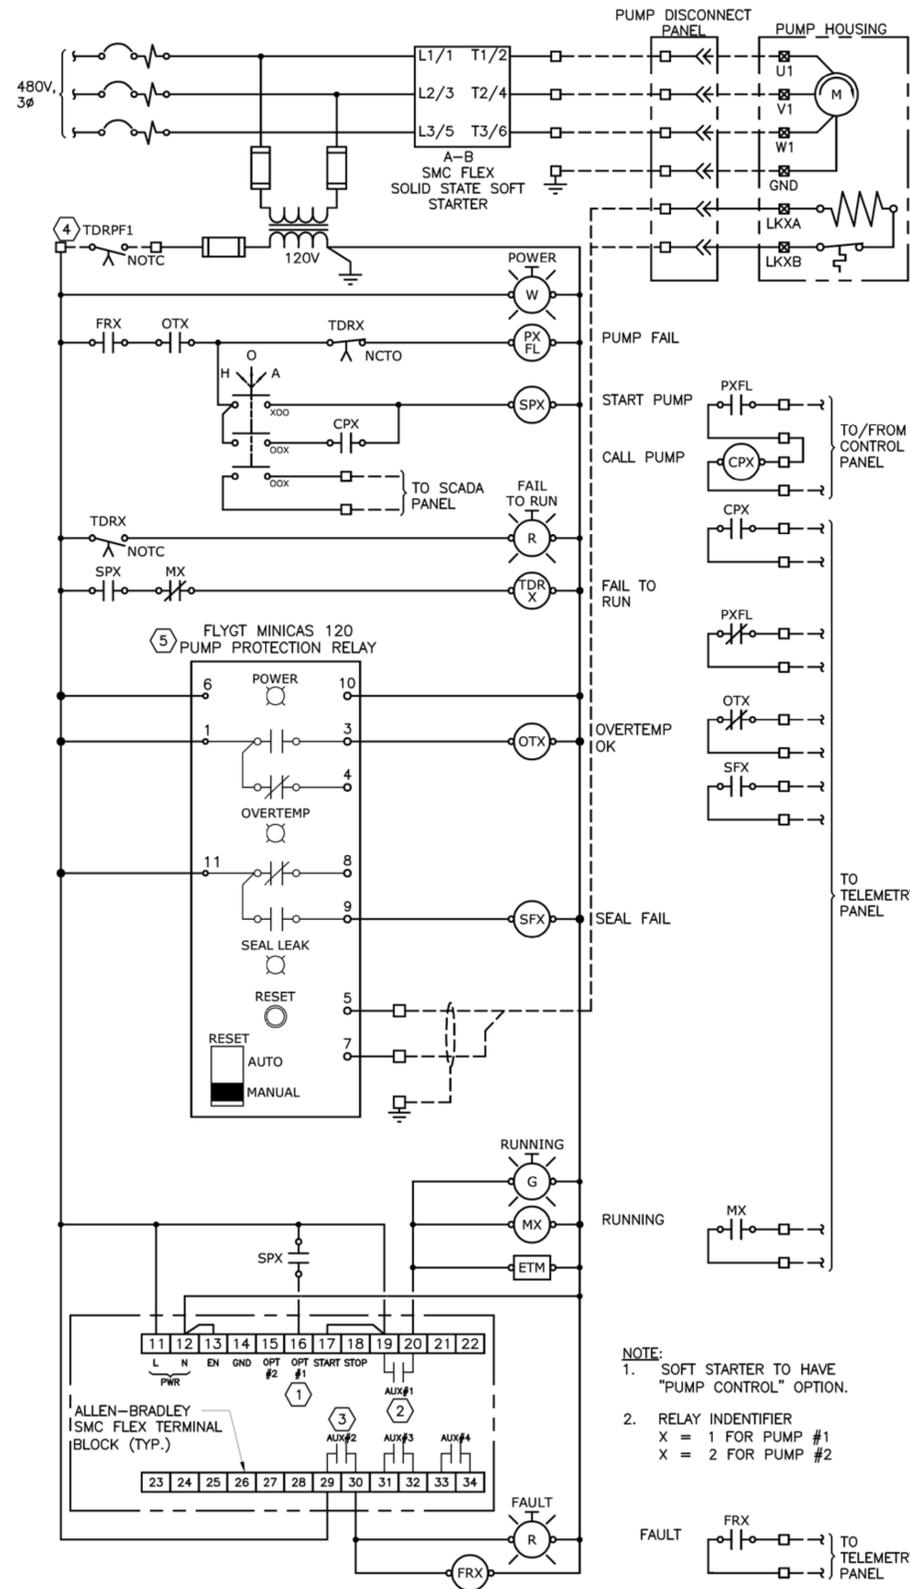 PUMP DISCONNECT
PANEL
PUMP HOUSING
480V,
3ø
L1/1 T1/2
L2/3 T2/4
L3/5 T3/6
U1
M
V1
W1
GND
A-B
SMC FLEX
SOLID STATE SOFT
STARTER
LKXA
LKXB
4 TDRPF1
NOTC
120V
POWER
W
FRX OTX TDRX
NCTO
PX
FL
PUMP FAIL
H O A
XOO
SPX
START PUMP
PXFL
CPX
OOX
CALL PUMP
CPX
TO/FROM
CONTROL
PANEL
OOX
TO SCADA
PANEL
FAIL
TO RUN
CPX
TDRX
NOTC
R
SPX MX
TDR
X
FAIL TO
RUN
PXFL
5 FLYGT MINICAS 120
PUMP PROTECTION RELAY
6 POWER 10
1 3
OTX
OVERTEMP
OK
OTX
4
SFX
OVERTEMP
11 8
9
SFX
SEAL FAIL
TO
TELEMETR
PANEL
SEAL LEAK
RESET 5
RESET 7
AUTO
MANUAL
RUNNING
G
MX
RUNNING
MX
SPX
ETM
11 12 13 14 15 16 17 18 19 20 21 22
L N EN GND OPT OPT START STOP
#2 #1
PWR
AUX#1
1 2
ALLEN-BRADLEY
SMC FLEX TERMINAL
BLOCK (TYP.)
3
AUX#2 AUX#3 AUX#4
23 24 25 26 27 28 29 30 31 32 33 34
FAULT
R
FRX
NOTE:
1. SOFT STARTER TO HAVE
"PUMP CONTROL" OPTION.
2. RELAY INDENTIFIER
X = 1 FOR PUMP #1
X = 2 FOR PUMP #2
FAULT
FRX
TO
TELEMETR
PANEL